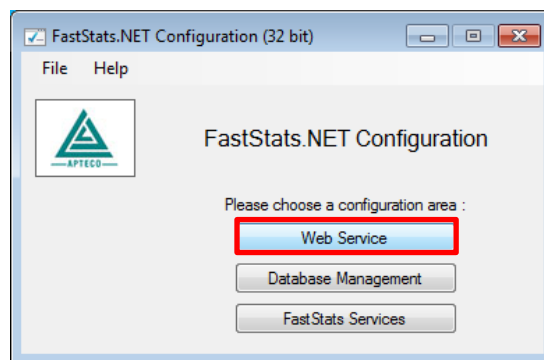 FastStats.NET Configuration (32 bit)
File Help
APTECO
FastStats.NET Configuration
Please choose a configuration area :
Web Service
Database Management
FastStats Services